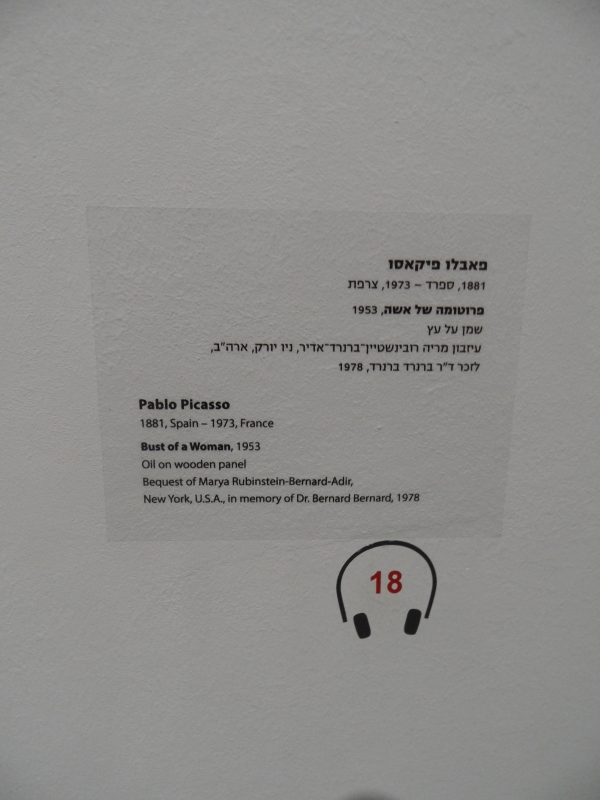 פאבלו פיקאסו
1881, ספרד – 1973, צרפת
פרוטומה של אשה, 1953
שמן על עץ
עיזבון מריה רובינשטיין־ברנרד־אדיר, ניו יורק, ארה"ב,
לזכר ד"ר ברנרד ברנרד, 1978
Pablo Picasso
1881, Spain – 1973, France
Bust of a Woman, 1953
Oil on wooden panel
Bequest of Marya Rubinstein-Bernard-Adir,
New York, U.S.A., in memory of Dr. Bernard Bernard, 1978
18